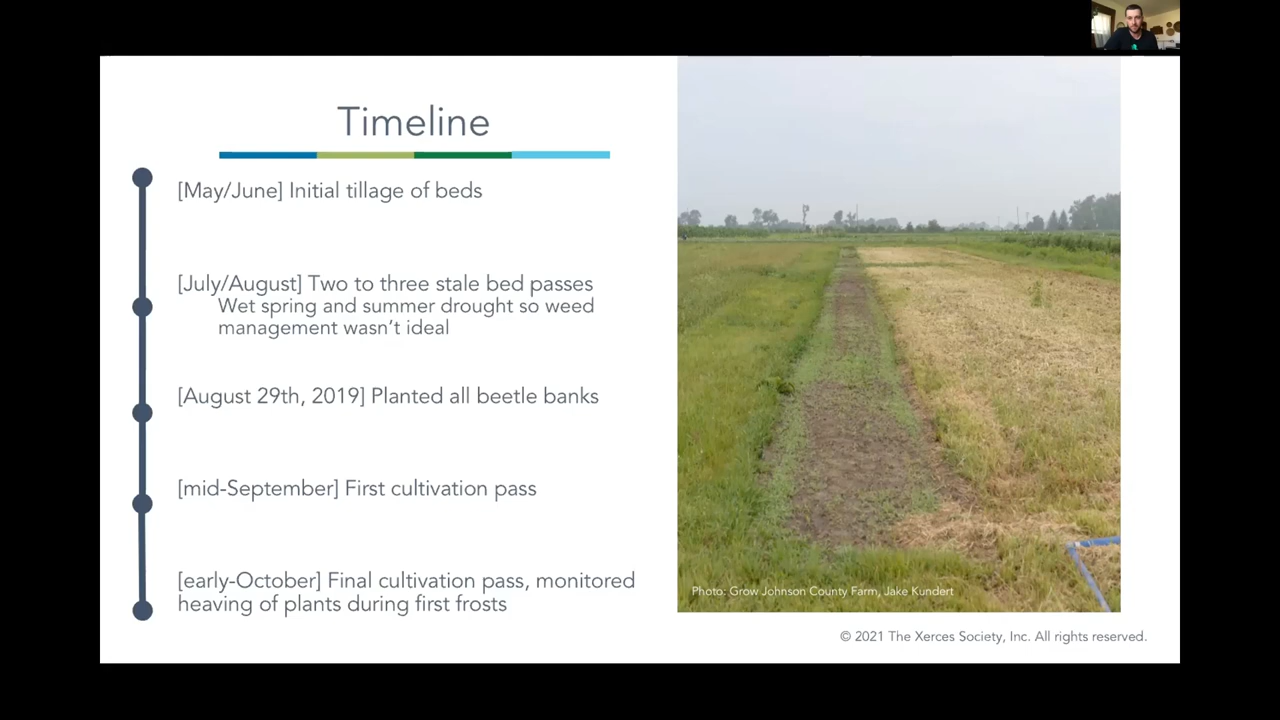 Timeline
[May/June] Initial tillage of beds
[July/August] Two to three stale bed passes
Wet spring and summer drought so weed
management wasn’t ideal
[August 29th, 2019] Planted all beetle banks
[mid-September] First cultivation pass
[early-October] Final cultivation pass, monitored
heaving of plants during first frosts
Photo: Grow Johnson County Farm, Jake Kundert
© 2021 The Xerces Society, Inc. All rights reserved.